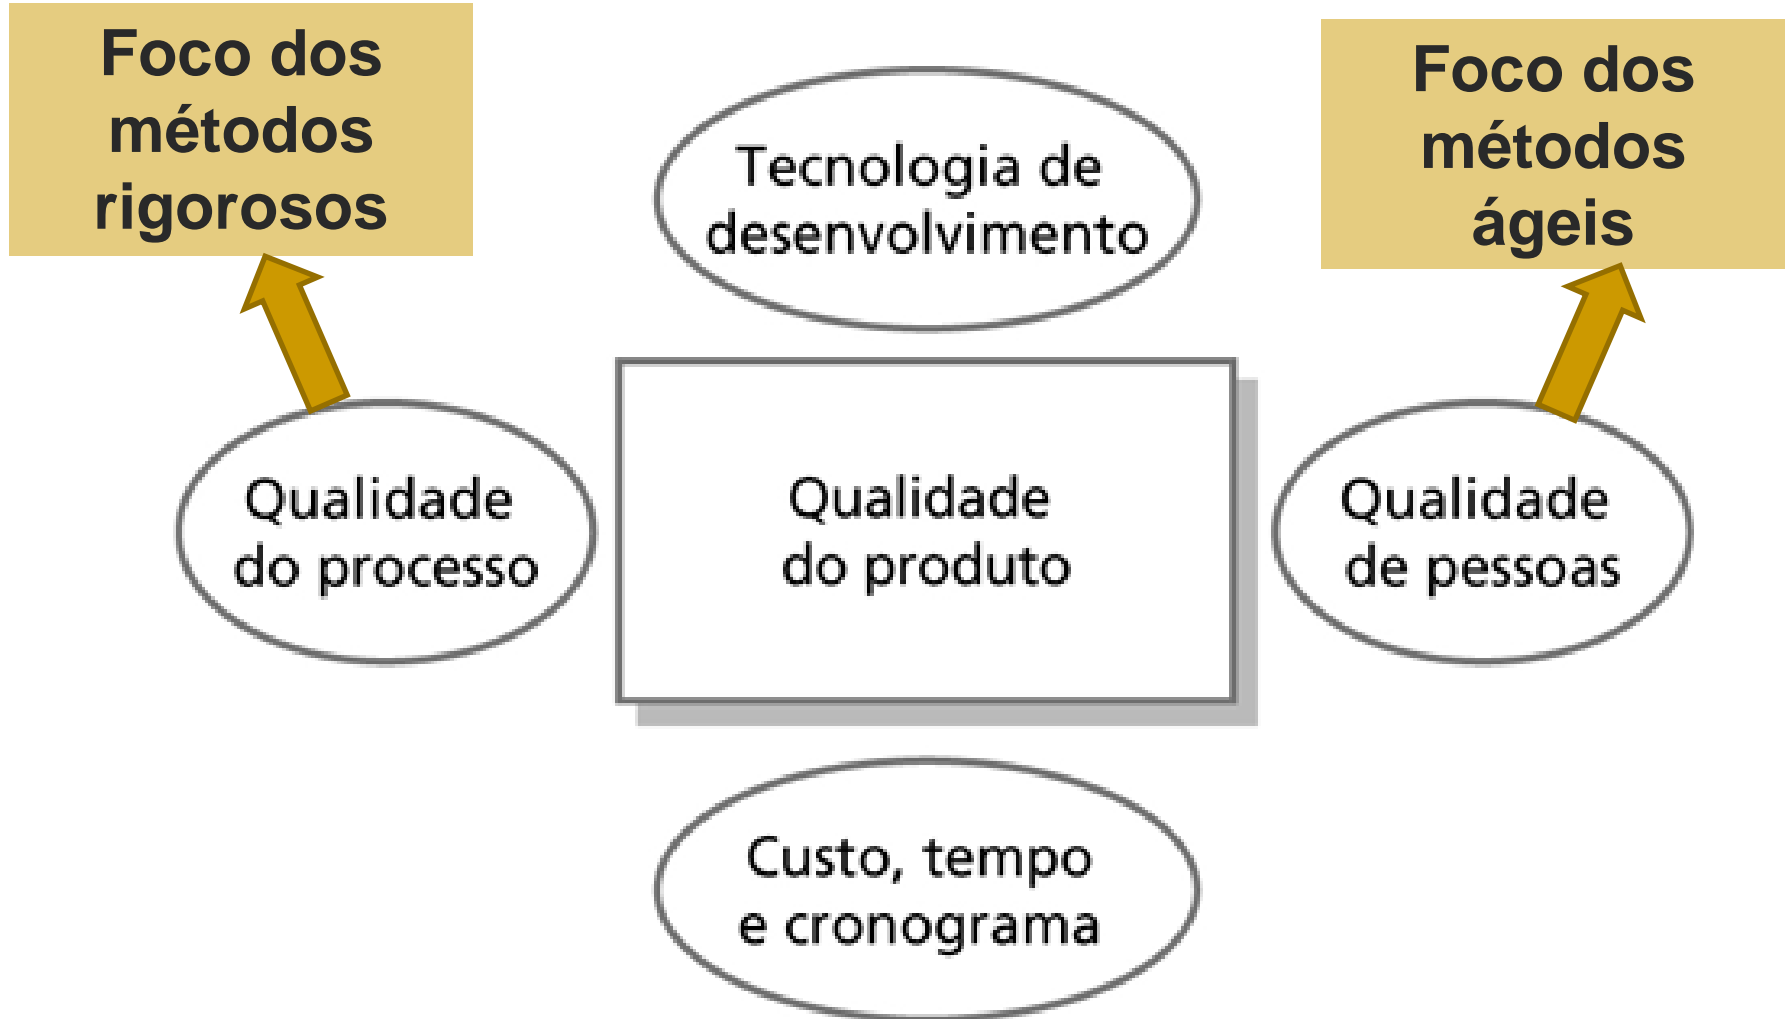 Foco dos
métodos
rigorosos
Foco dos
métodos
ágeis
Tecnologia de
desenvolvimento
Qualidade
do processo
Qualidade
do produto
Qualidade
de pessoas
Custo, tempo
e cronograma